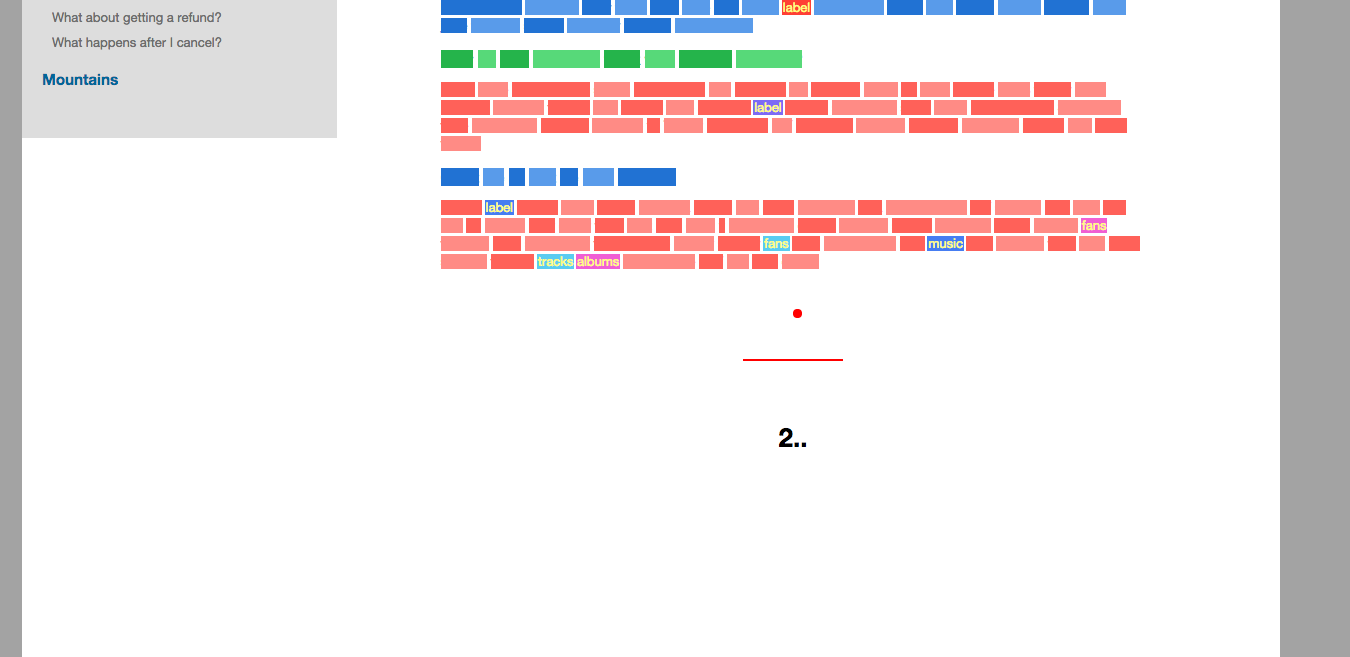 What about getting a refund?
What happens after I cancel?
Mountains
label
label
label
fans
fans music
tracks albums
2..